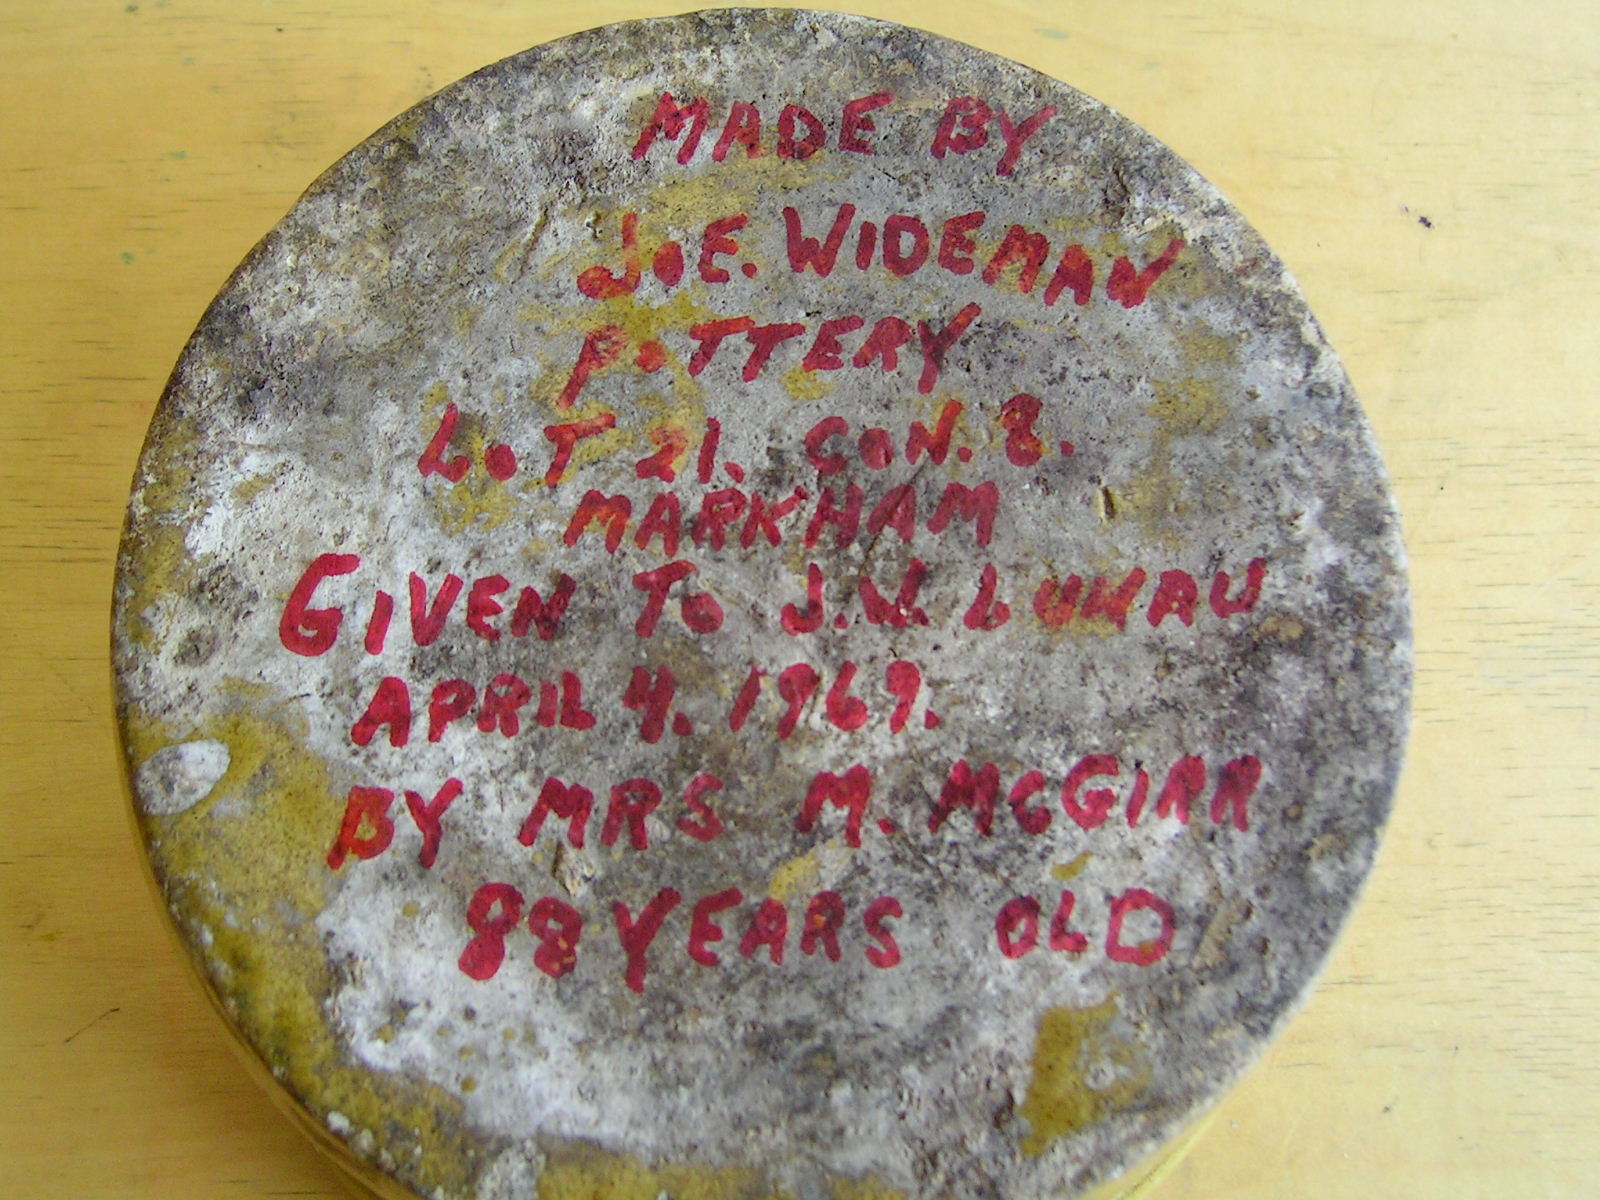 MADE BY
JOE. WIDEMAN
POTTERY
LOT 21. CON. 8.
MARKHAM
GIVEN TO J.W. LUNAU
APRIL 4. 1969.
BY MRS M. McGIRR
88 YEARS OLD